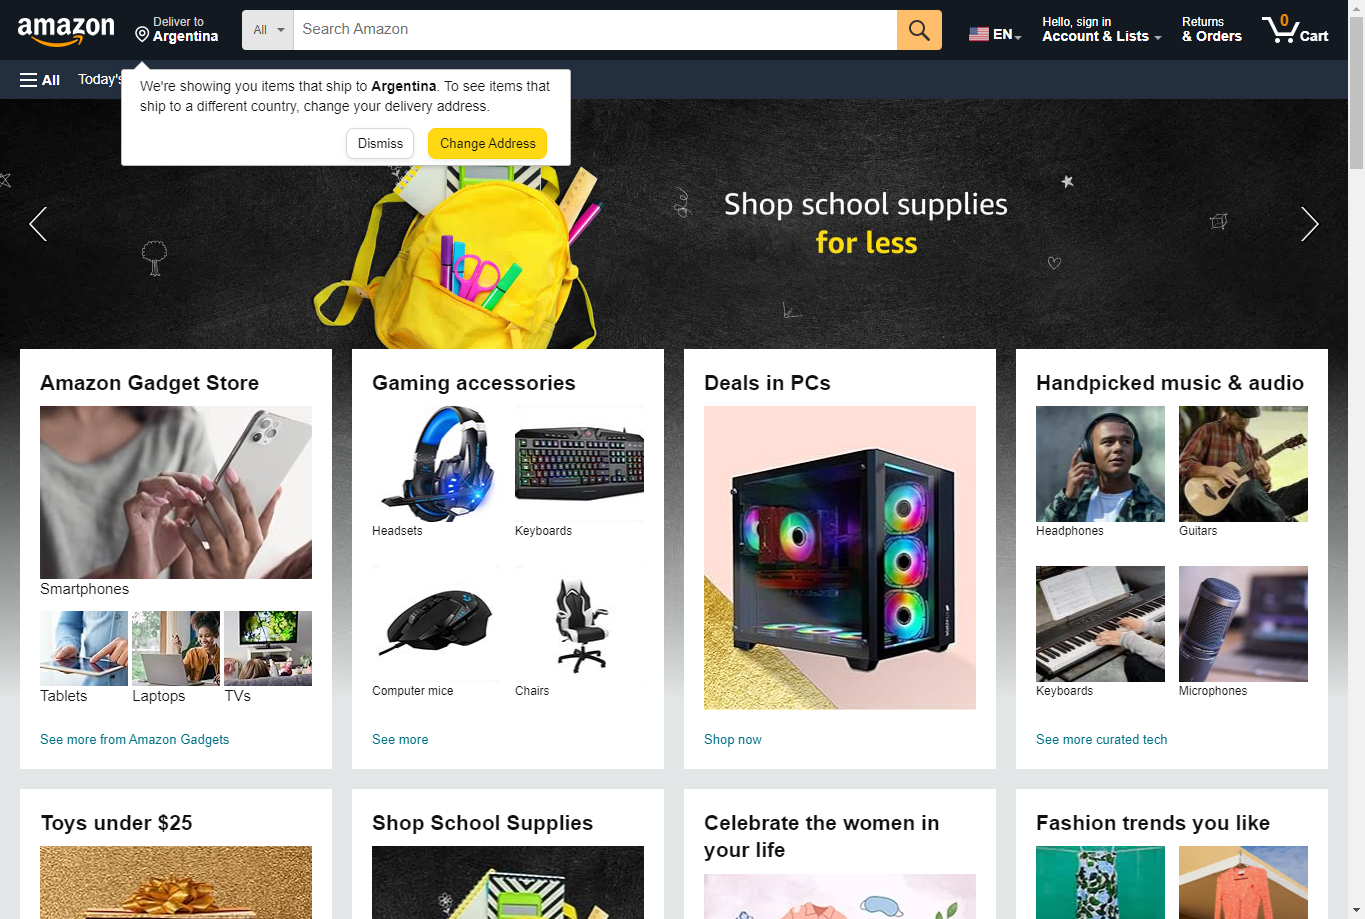 amazon
Deliver to
Argentina
All
Search Amazon
EN
Hello, sign in
Account & Lists
Returns
& Orders
0
Cart
All
Today's
We're showing you items that ship to Argentina. To see items that
ship to a different country, change your delivery address.
Dismiss
Change Address
Shop school supplies
for less
Amazon Gadget Store
Smartphones
Tablets
Laptops
TVs
See more from Amazon Gadgets
Gaming accessories
Headsets
Keyboards
Computer mice
Chairs
See more
Deals in PCs
Shop now
Handpicked music & audio
Headphones
Guitars
Keyboards
Microphones
See more curated tech
Toys under $25
Shop School Supplies
Celebrate the women in
your life
Fashion trends you like